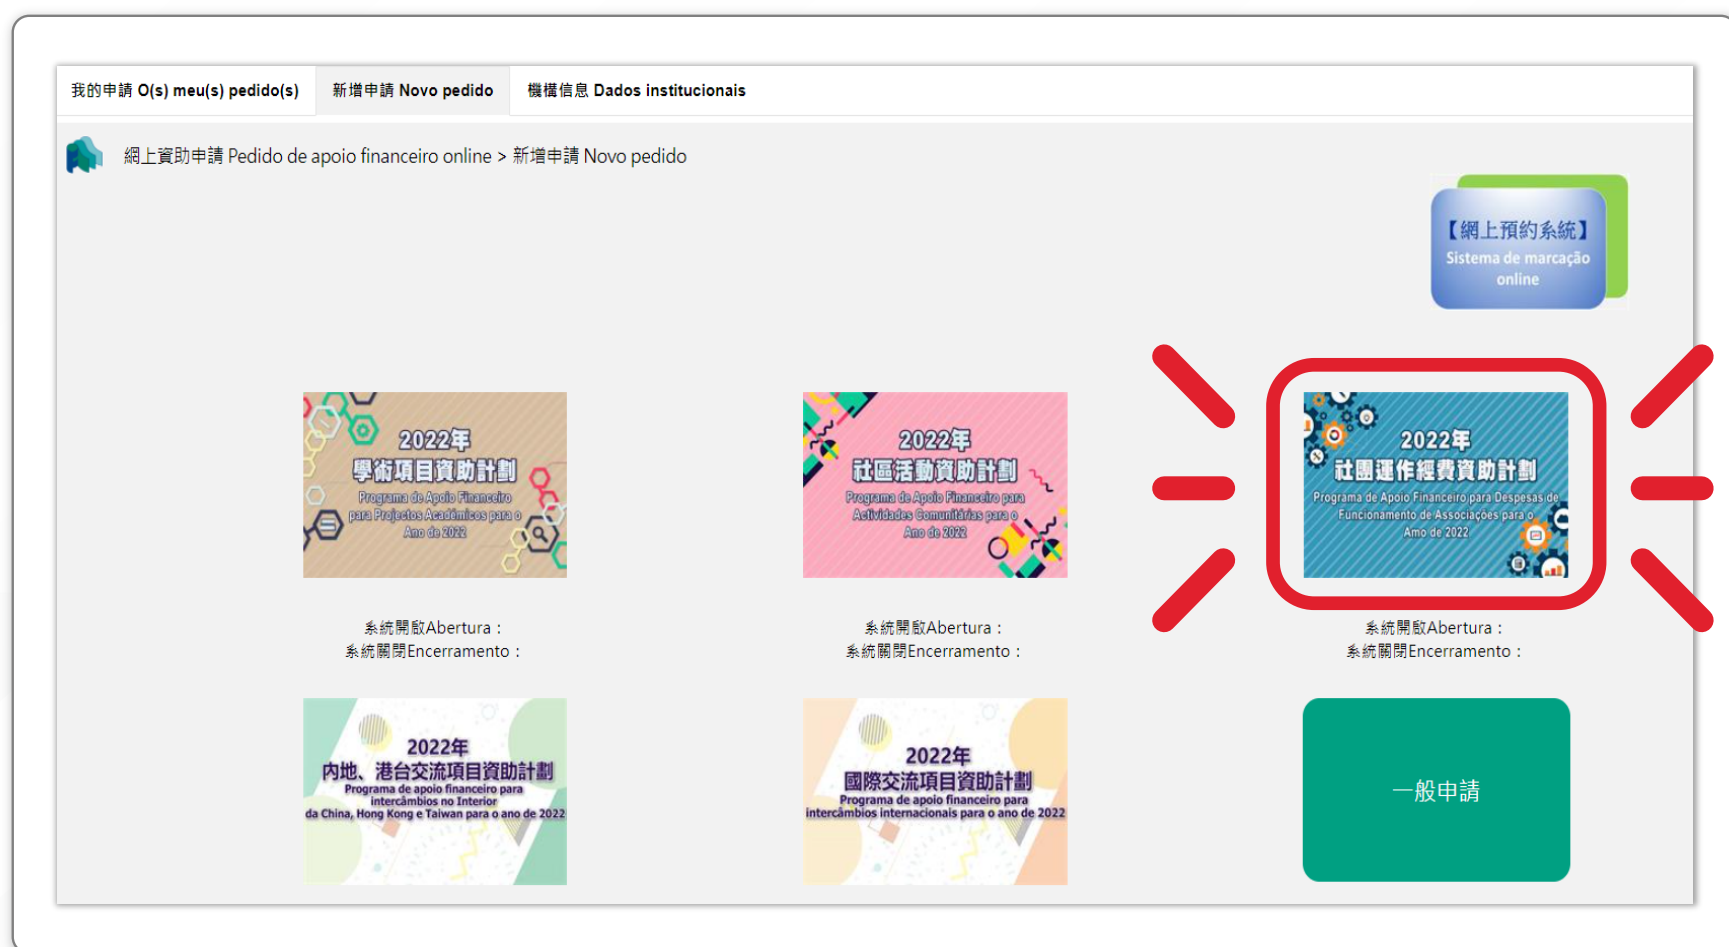 我的申請 O(s) meu(s) pedido(s)
新增申請 Novo pedido
機構信息 Dados institucionais
網上資助申請 Pedido de apoio financeiro online > 新增申請 Novo pedido
【網上預約系統】
Sistema de marcação
online
2022年
學術項目資助計劃
Programa de Apoio Financeiro
para Projectos Académicos para o
Ano de 2022
系統開啟Abertura：
系統關閉Encerramento：
2022年
社區活動資助計劃
Programa de Apoio Financeiro para
Actividades Comunitárias para o
Ano de 2022
系統開啟Abertura：
系統關閉Encerramento：
2022年
社團運作經費資助計劃
Programa de Apoio Financeiro para Despesas de
Funcionamento de Associações para o
Amo de 2022
系統開啟Abertura：
系統關閉Encerramento：
2022年
內地、港台交流項目資助計劃
Programa de apoio financeiro para
intercâmbios no Interior
da China, Hong Kong e Taiwan para o ano de 2022
2022年
國際交流項目資助計劃
Programa de apoio financeiro para
intercâmbios internacionais para o ano de 2022
一般申請